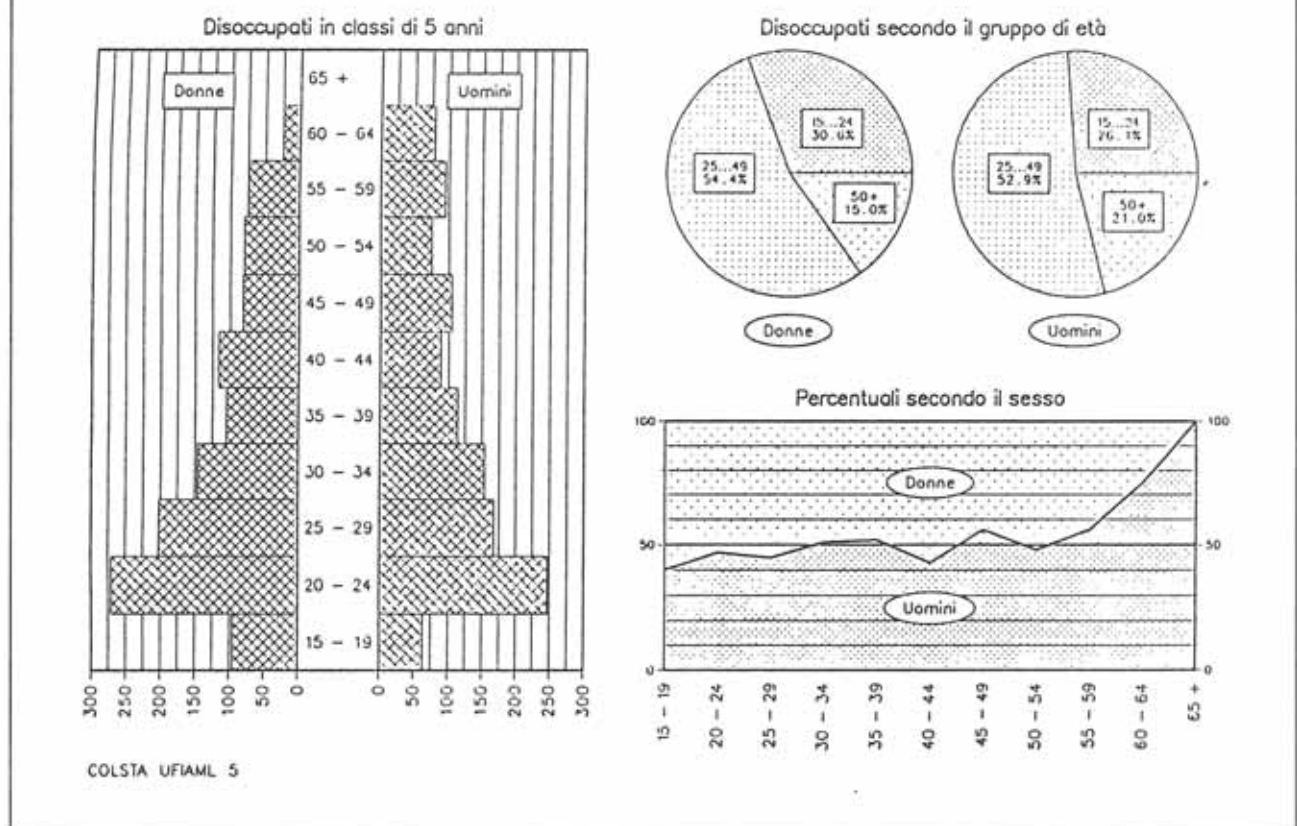 Disoccupati in classi di 5 anni
Donne
Uomini
65 +
60 - 64
55 - 59
50 - 54
45 - 49
40 - 44
35 - 39
30 - 34
25 - 29
20 - 24
15 - 19
300 250 200 150 100 50 0
0 50 100 150 200 250 300
COLSTA UFIAML 5
Disoccupati secondo il gruppo di età
15...24
30.6%
25...49
54.4%
50+
15.0%
Donne
15...24
26.1%
25...49
52.9%
50+
21.0%
Uomini
Percentuali secondo il sesso
100
50
0
Donne
Uomini
100
50
0
15 - 19
20 - 24
25 - 29
30 - 34
35 - 39
40 - 44
45 - 49
50 - 54
55 - 59
60 - 64
65 +